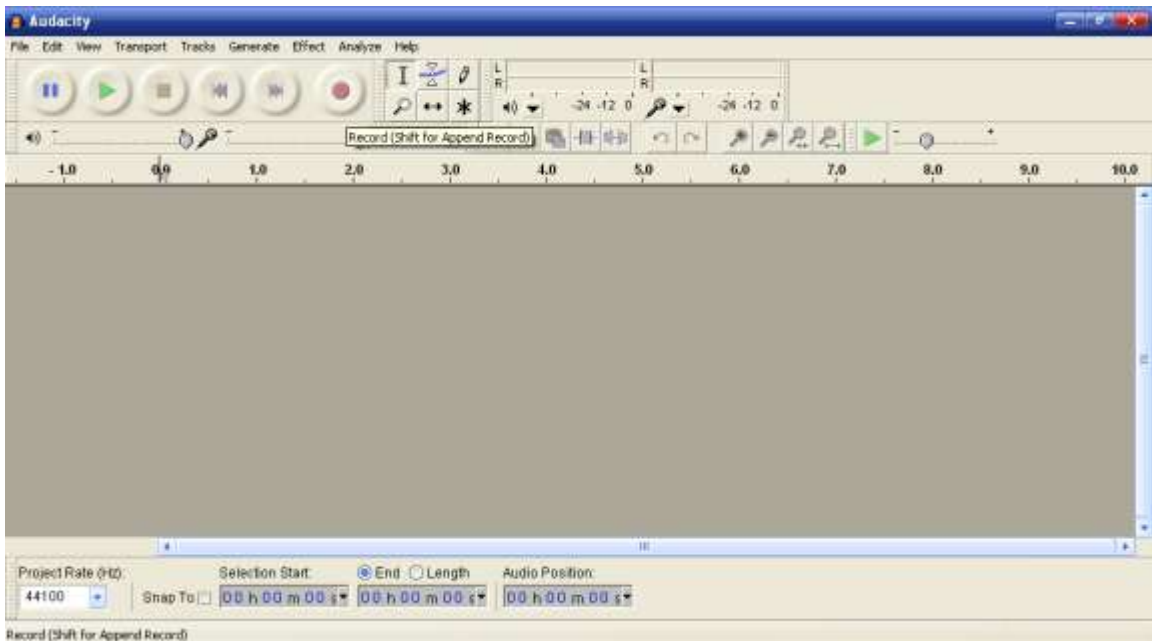 Audacity
File Edit View Transport Tracks Generate Effect Analyze Help
L L
R R
-24 -12 0 -24 -12 0
Record (Shift for Append Record)
- 1.0 0.0 1.0 2.0 3.0 4.0 5.0 6.0 7.0 8.0 9.0 10.0
Project Rate (Hz): Selection Start: End Length Audio Position:
44100 Snap To 00 h 00 m 00 s 00 h 00 m 00 s 00 h 00 m 00 s
Record (Shift for Append Record)